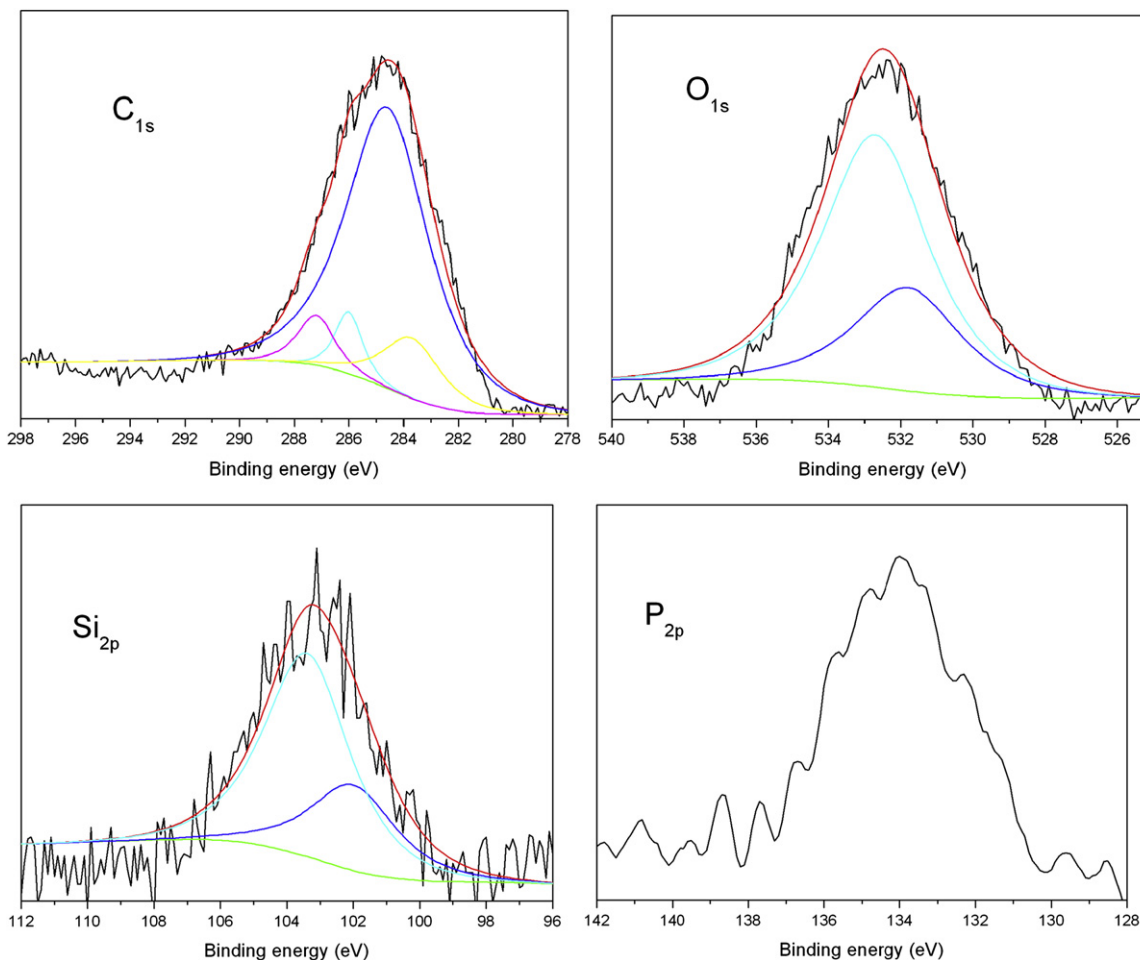 C1s
298 296 294 292 290 288 286 284 282 280 278
Binding energy (eV)
O1s
540 538 536 534 532 530 528 526
Binding energy (eV)
Si2p
112 110 108 106 104 102 100 98 96
Binding energy (eV)
P2p
142 140 138 136 134 132 130 128
Binding energy (eV)